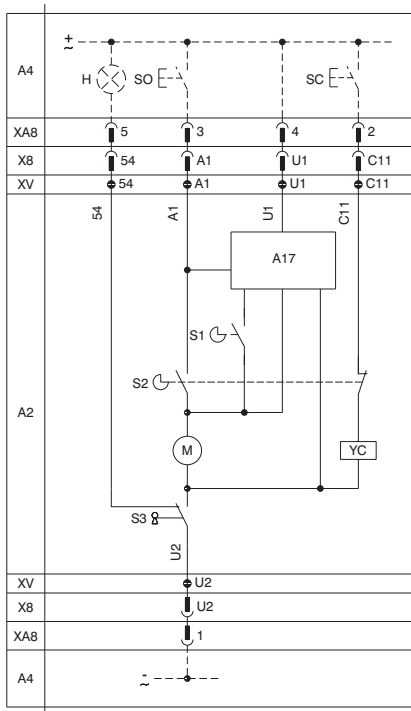 +
~
A4
H
SO
SC
XA8
5
3
4
2
X8
54
A1
U1
C11
XV
54
A1
U1
C11
54
A1
U1
C11
A17
S1
S2
A2
M
YC
S3
U2
XV
U2
X8
U2
XA8
1
A4
-
~